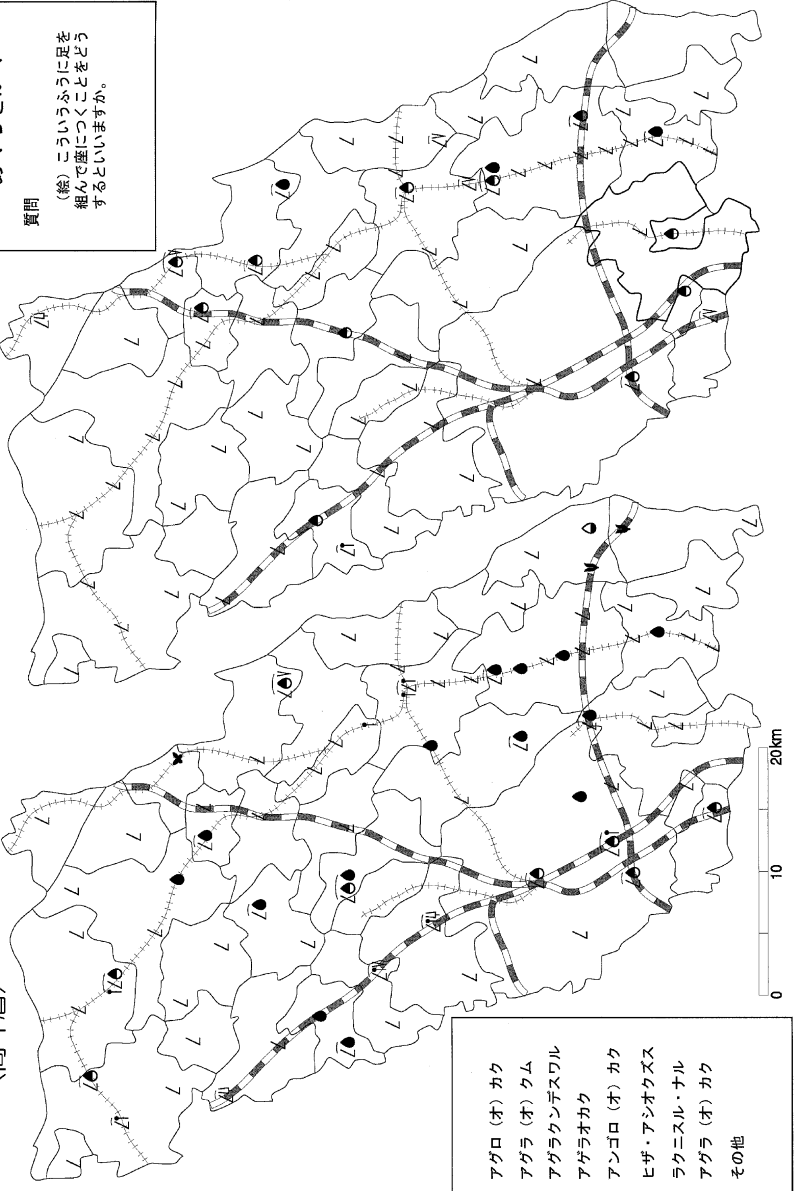 質問
（絵）こういうふうに足を
組んで座につくことをどう
するといいますか。
アグロ（オ）カク
アグラ（オ）クム
アグラクンデスワル
アゲラオカク
アンゴロ（オ）カク
ヒザ・アシオクズス
ラクニスル・ナル
アグラ（オ）カク
その他
0 10 20km